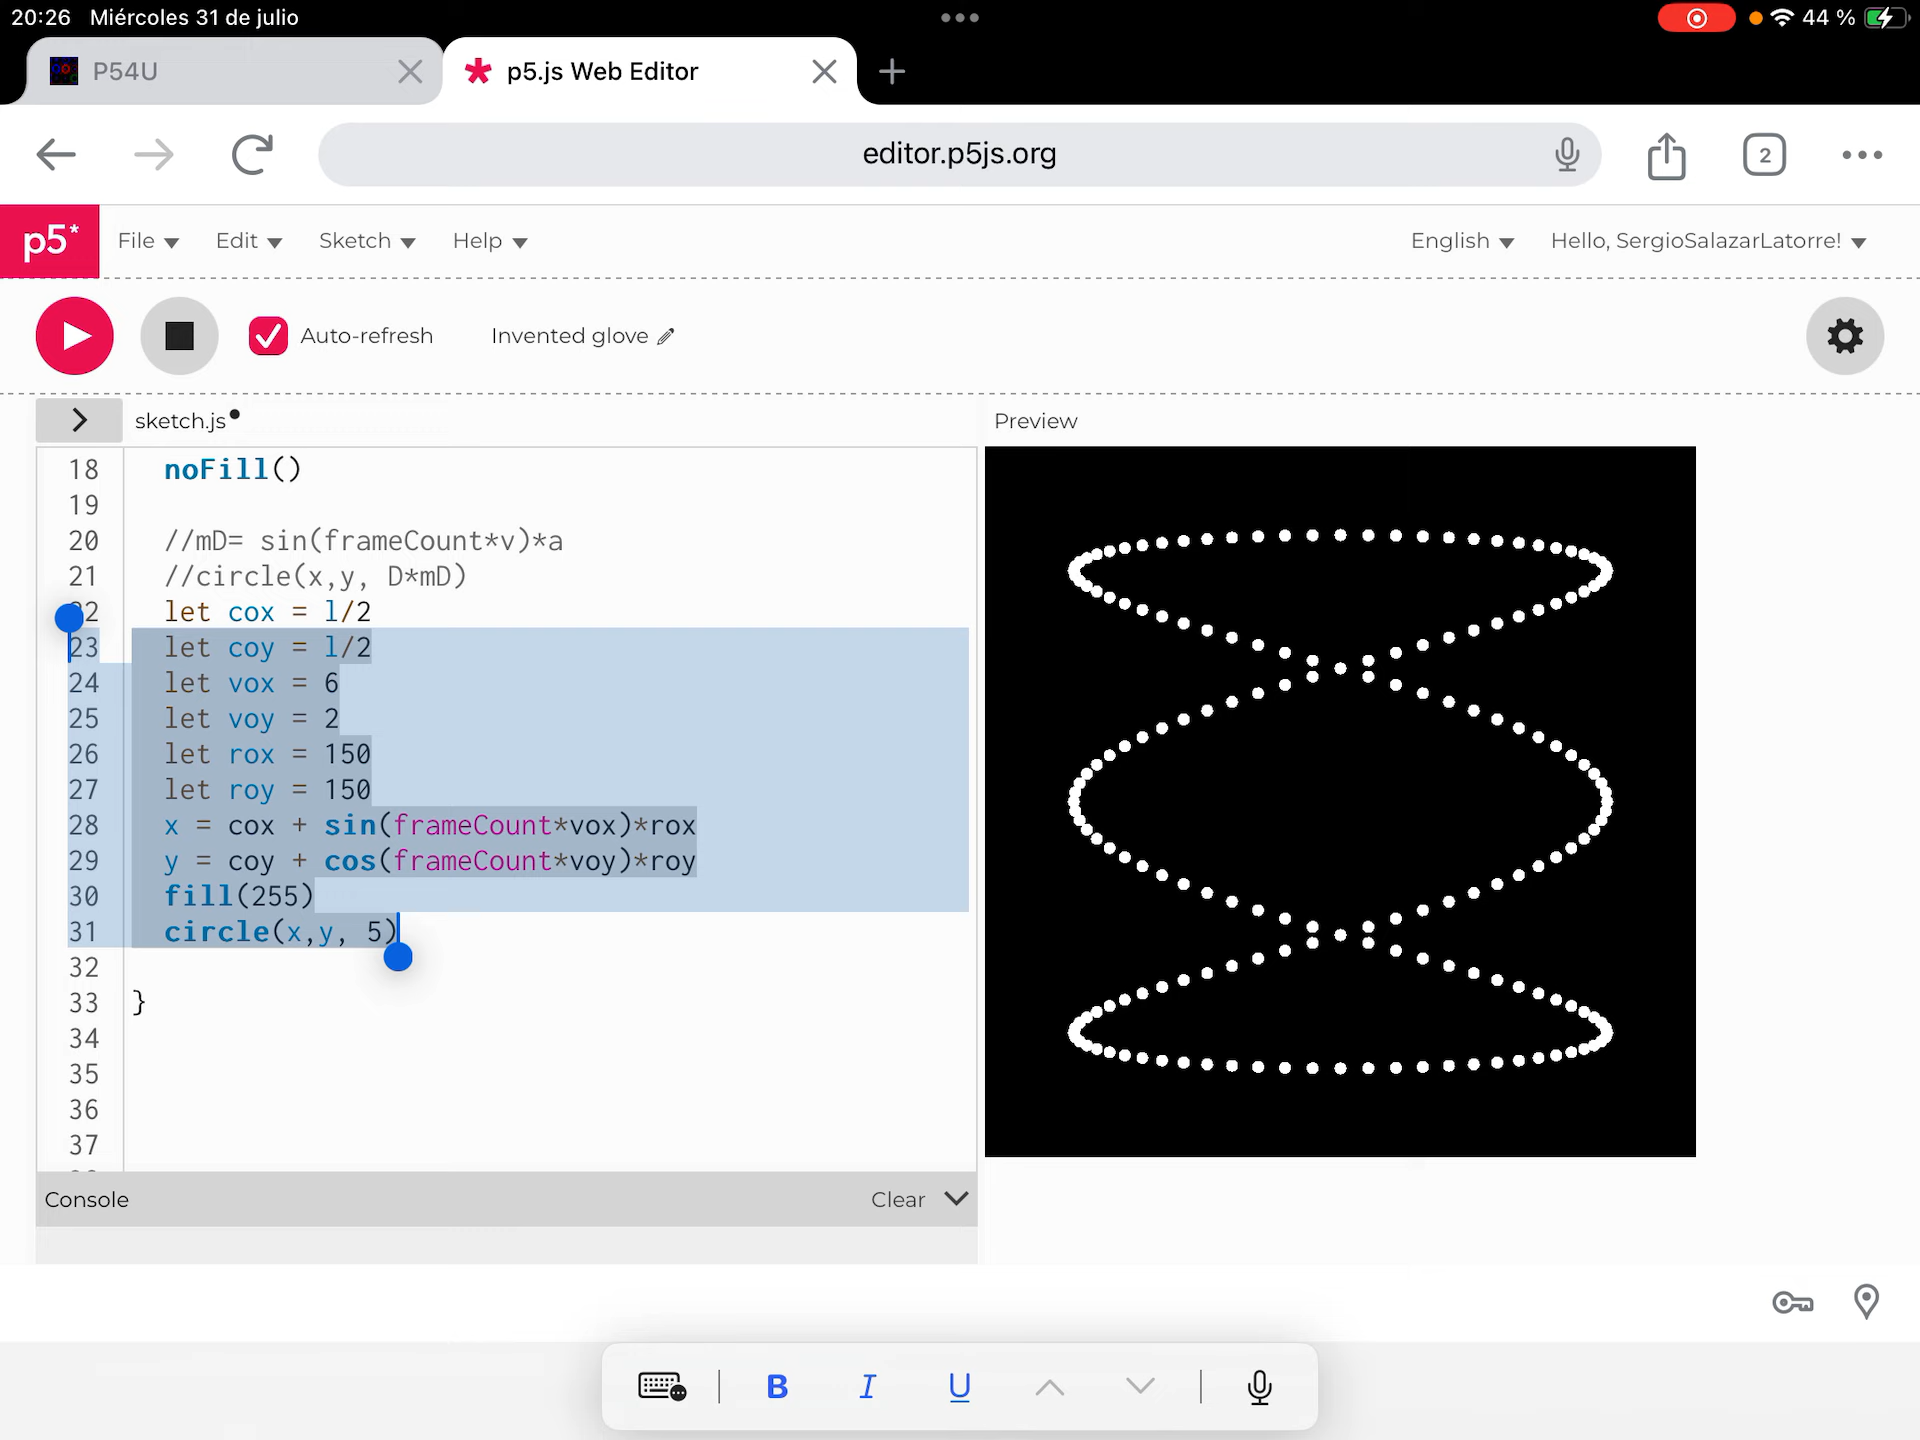 20:26 Miércoles 31 de julio 44 %
P54U p5.js Web Editor
editor.p5js.org 2
p5* File Edit Sketch Help English Hello, SergioSalazarLatorre!
Auto-refresh Invented glove
sketch.js Preview
18 noFill()
19
20 //mD= sin(frameCount*v)*a
21 //circle(x,y, D*mD)
22 let cox = l/2
23 let coy = l/2
24 let vox = 6
25 let voy = 2
26 let rox = 150
27 let roy = 150
28 x = cox + sin(frameCount*vox)*rox
29 y = coy + cos(frameCount*voy)*roy
30 fill(255)
31 circle(x,y, 5)
32
33 }
34
35
36
37
Console Clear
B I U